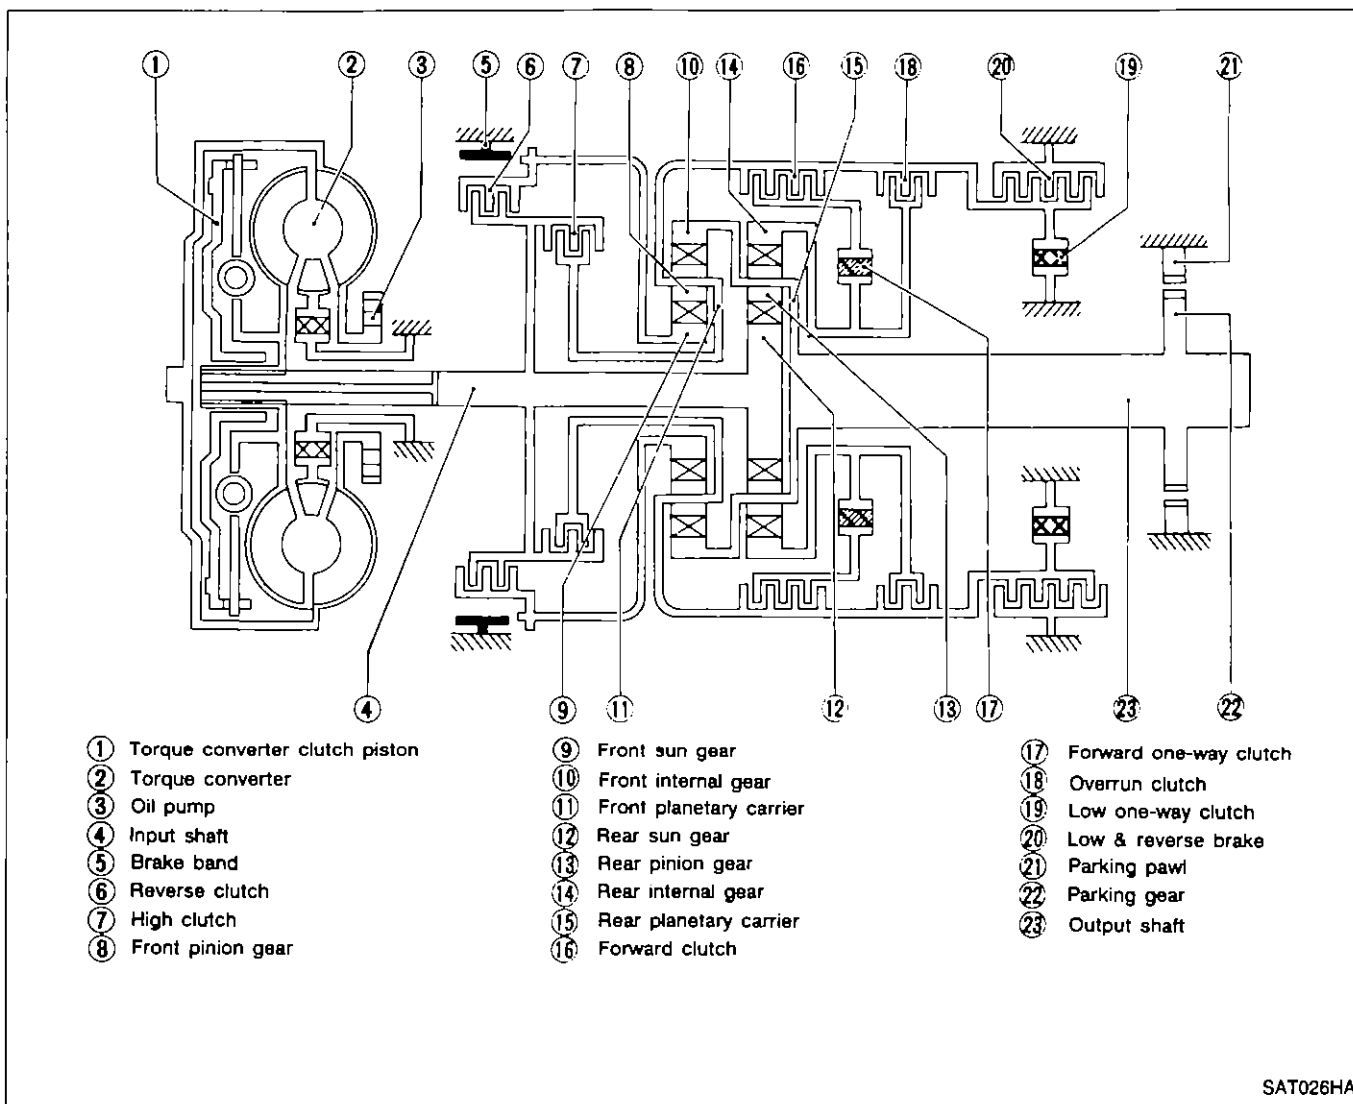 1 2 3 5 6 7 8 10 14 16 15 18 20 19 21
4 9 11 12 13 17 23 22
1 Torque converter clutch piston
2 Torque converter
3 Oil pump
4 Input shaft
5 Brake band
6 Reverse clutch
7 High clutch
8 Front pinion gear
9 Front sun gear
10 Front internal gear
11 Front planetary carrier
12 Rear sun gear
13 Rear pinion gear
14 Rear internal gear
15 Rear planetary carrier
16 Forward clutch
17 Forward one-way clutch
18 Overrun clutch
19 Low one-way clutch
20 Low & reverse brake
21 Parking pawl
22 Parking gear
23 Output shaft
SAT026HA